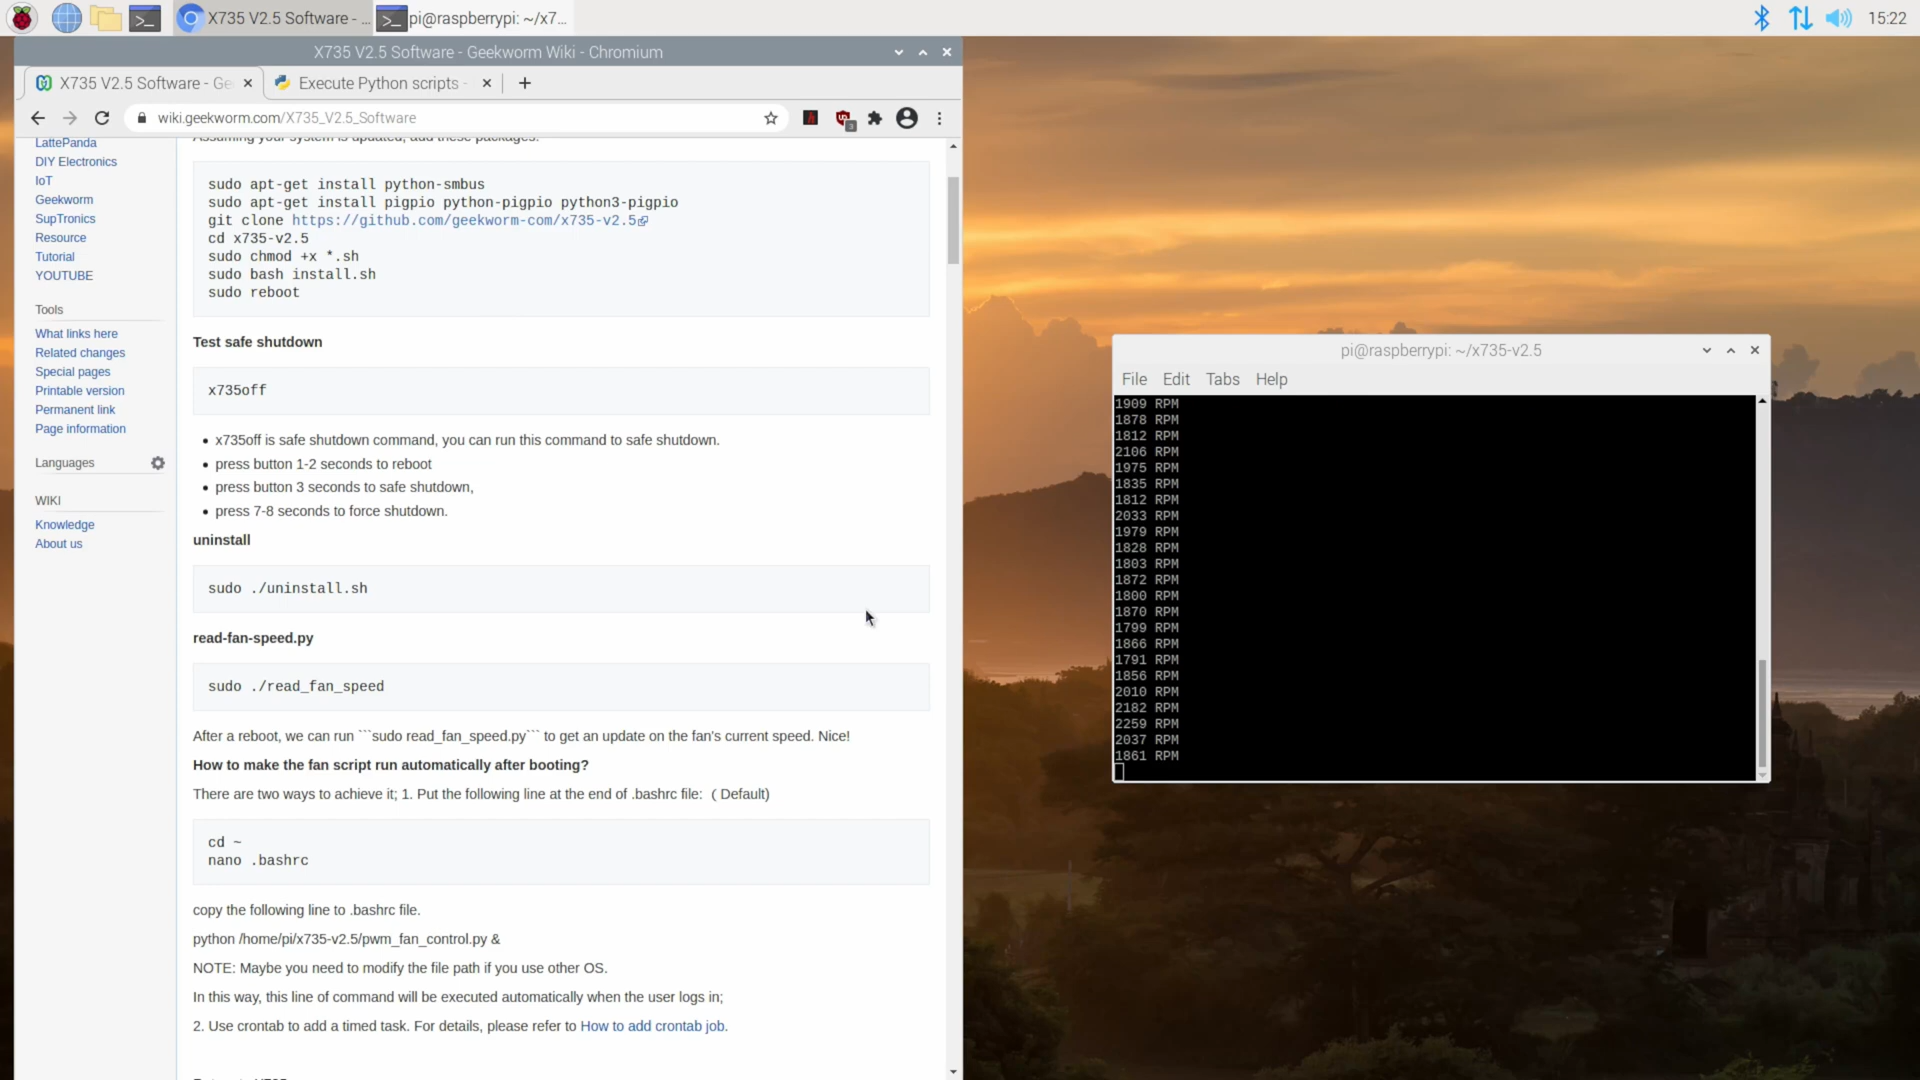 X735 V2.5 Software - ...
pi@raspberrypi: ~/x7...
15:22
X735 V2.5 Software - Geekworm Wiki - Chromium
X735 V2.5 Software - Ge
Execute Python scripts -
wiki.geekworm.com/X735_V2.5_Software
3
LattePanda
DIY Electronics
IoT
Geekworm
SupTronics
Resource
Tutorial
YOUTUBE
Tools
What links here
Related changes
Special pages
Printable version
Permanent link
Page information
Languages
WIKI
Knowledge
About us
Assuming your system is updated, add these packages:
sudo apt-get install python-smbus
sudo apt-get install pigpio python-pigpio python3-pigpio
git clone https://github.com/geekworm-com/x735-v2.5
cd x735-v2.5
sudo chmod +x *.sh
sudo bash install.sh
sudo reboot
Test safe shutdown
x735off
x735off is safe shutdown command, you can run this command to safe shutdown.
press button 1-2 seconds to reboot
press button 3 seconds to safe shutdown,
press 7-8 seconds to force shutdown.
uninstall
sudo ./uninstall.sh
read-fan-speed.py
sudo ./read_fan_speed
After a reboot, we can run ```sudo read_fan_speed.py``` to get an update on the fan's current speed. Nice!
How to make the fan script run automatically after booting?
There are two ways to achieve it; 1. Put the following line at the end of .bashrc file: ( Default)
cd ~
nano .bashrc
copy the following line to .bashrc file.
python /home/pi/x735-v2.5/pwm_fan_control.py &
NOTE: Maybe you need to modify the file path if you use other OS.
In this way, this line of command will be executed automatically when the user logs in;
2. Use crontab to add a timed task. For details, please refer to How to add crontab job.
pi@raspberrypi: ~/x735-v2.5
File Edit Tabs Help
1909 RPM
1878 RPM
1812 RPM
2106 RPM
1975 RPM
1835 RPM
1812 RPM
2033 RPM
1979 RPM
1828 RPM
1803 RPM
1872 RPM
1800 RPM
1870 RPM
1799 RPM
1866 RPM
1791 RPM
1856 RPM
2010 RPM
2182 RPM
2259 RPM
2037 RPM
1861 RPM